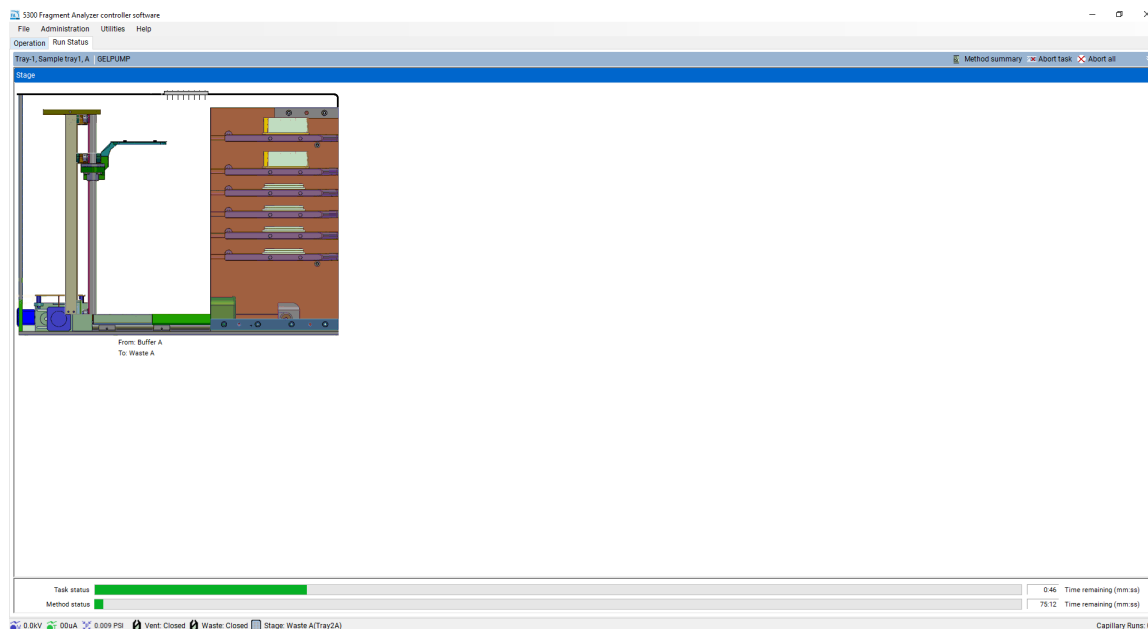 5300 Fragment Analyzer controller software
File Administration Utilities Help
Operation Run Status
Tray-1, Sample tray1, A GELPUMP Method summary Abort task Abort all
Stage
From: Buffer A
To: Waste A
Task status 0:46 Time remaining (mm:ss)
Method status 75:12 Time remaining (mm:ss)
0.0kV 00uA 0.009 PSI Vent: Closed Waste: Closed Stage: Waste A(Tray2A) Capillary Runs: